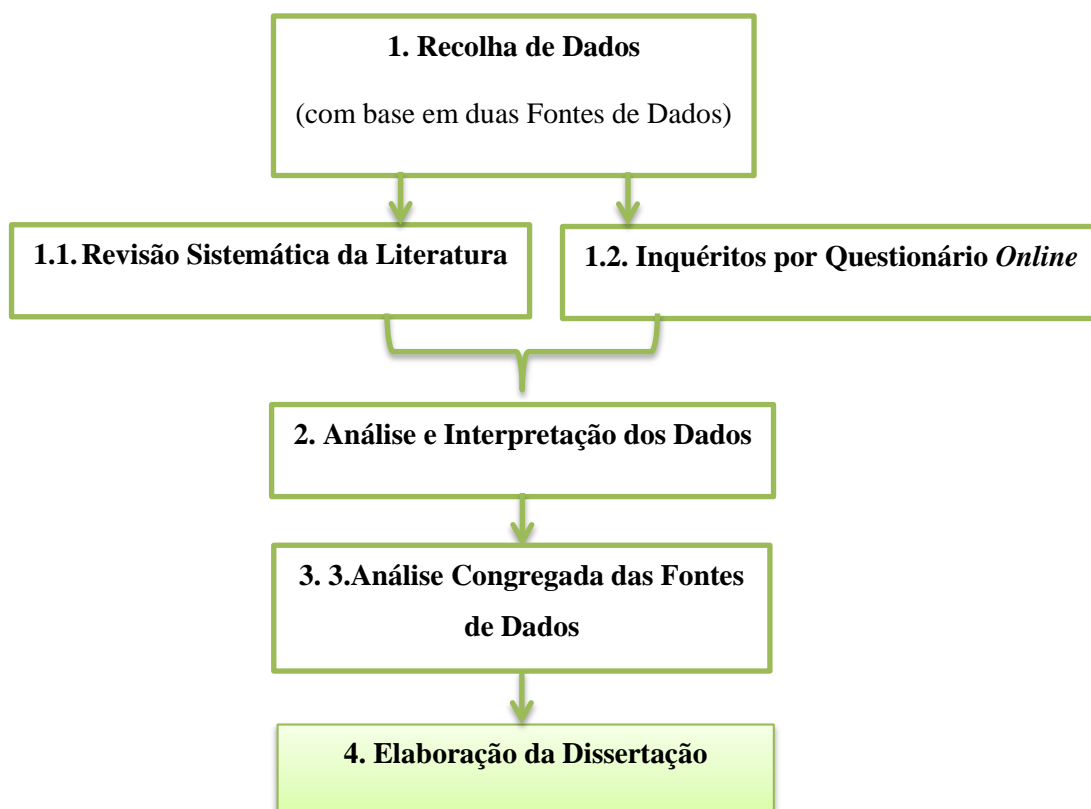 1. Recolha de Dados
(com base em duas Fontes de Dados)
1.1. Revisão Sistemática da Literatura
1.2. Inquéritos por Questionário Online
2. Análise e Interpretação dos Dados
3. 3.Análise Congregada das Fontes
de Dados
4. Elaboração da Dissertação